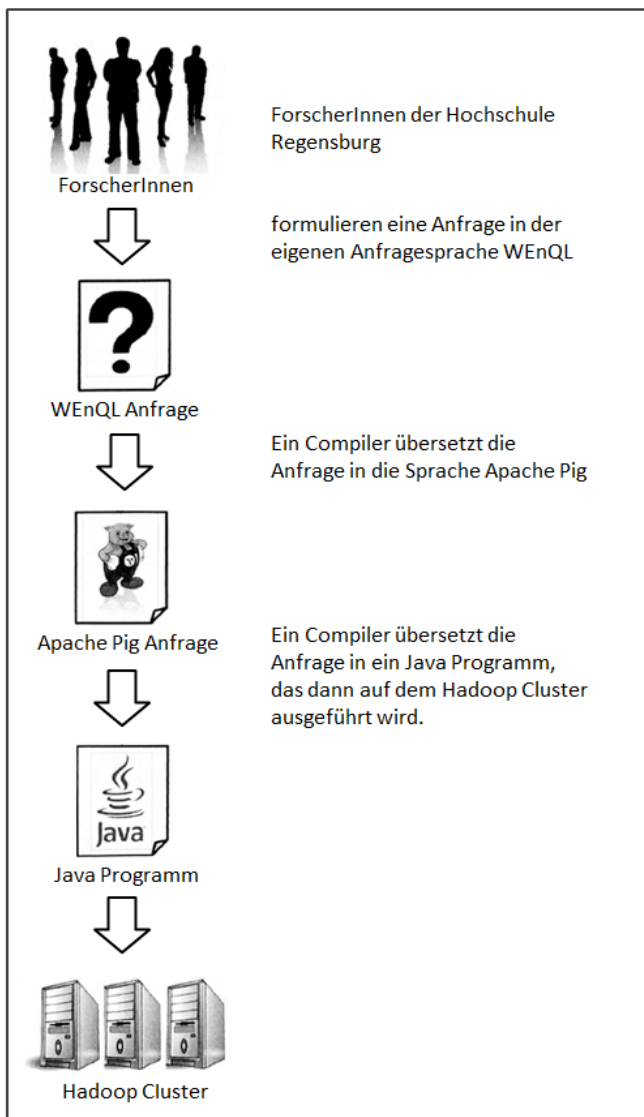 ForscherInnen der Hochschule
Regensburg
ForscherInnen
formulieren eine Anfrage in der
eigenen Anfragesprache WEnQL
WEnQL Anfrage
Ein Compiler übersetzt die
Anfrage in die Sprache Apache Pig
Apache Pig Anfrage
Ein Compiler übersetzt die
Anfrage in ein Java Programm,
das dann auf dem Hadoop Cluster
ausgeführt wird.
Java
Java Programm
Hadoop Cluster